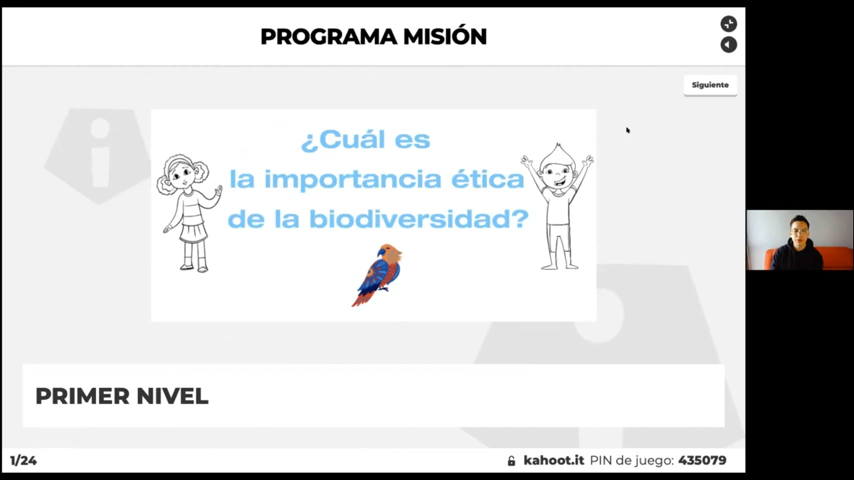 PROGRAMA MISIÓN
Siguiente
¿Cuál es
la importancia ética
de la biodiversidad?
PRIMER NIVEL
1/24
kahoot.it PIN de juego: 435079